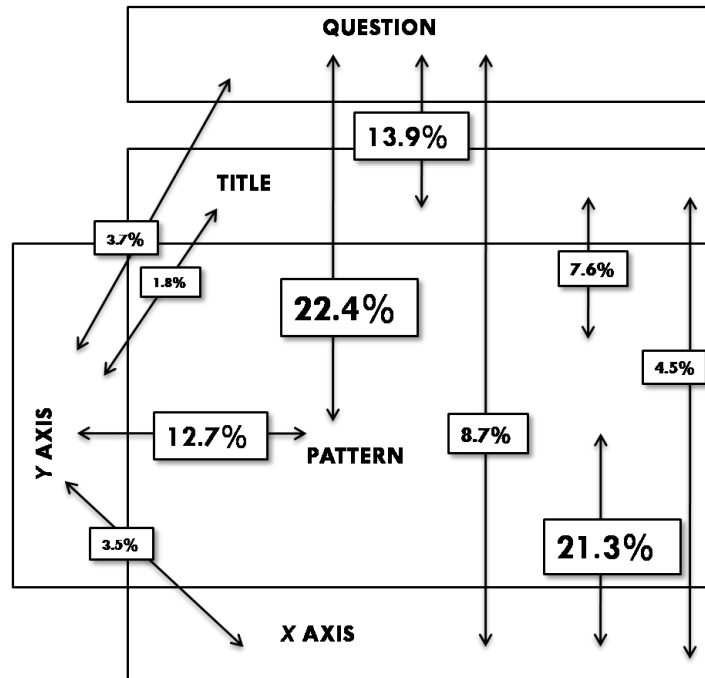 QUESTION
13.9%
TITLE
3.7%
7.6%
1.8%
22.4%
4.5%
Y AXIS
12.7%
8.7%
PATTERN
3.5%
21.3%
X AXIS